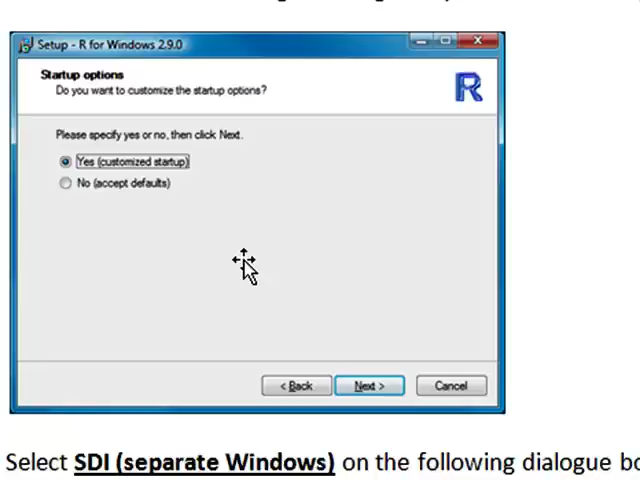 Setup - R for Windows 2.9.0
Startup options
Do you want to customize the startup options?
R
Please specify yes or no, then click Next.
Yes (customized startup)
No (accept defaults)
< Back Next > Cancel
Select SDI (separate Windows) on the following dialogue